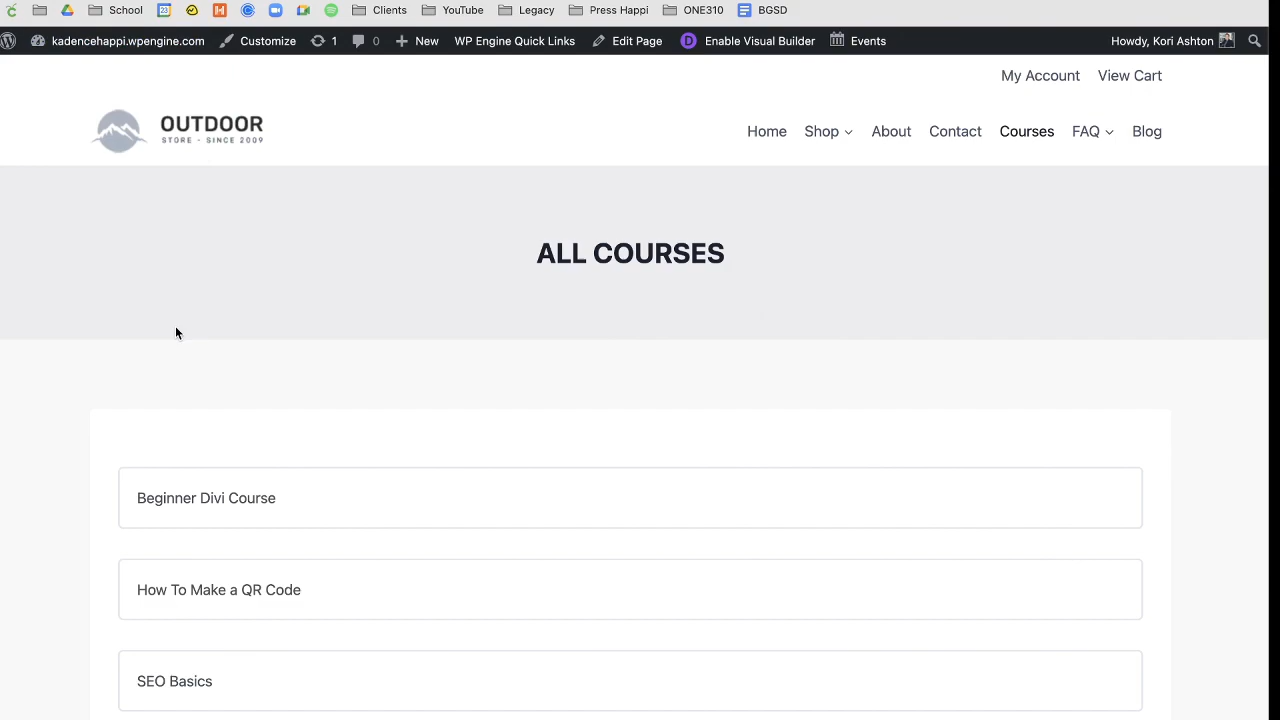 School Clients YouTube Legacy Press Happi ONE310 BGSD
kadencehappi.wpengine.com Customize 1 0 New WP Engine Quick Links Edit Page Enable Visual Builder Events Howdy, Kori Ashton
My Account View Cart
OUTDOOR
STORE - SINCE 2009
Home Shop About Contact Courses FAQ Blog
ALL COURSES
Beginner Divi Course
How To Make a QR Code
SEO Basics